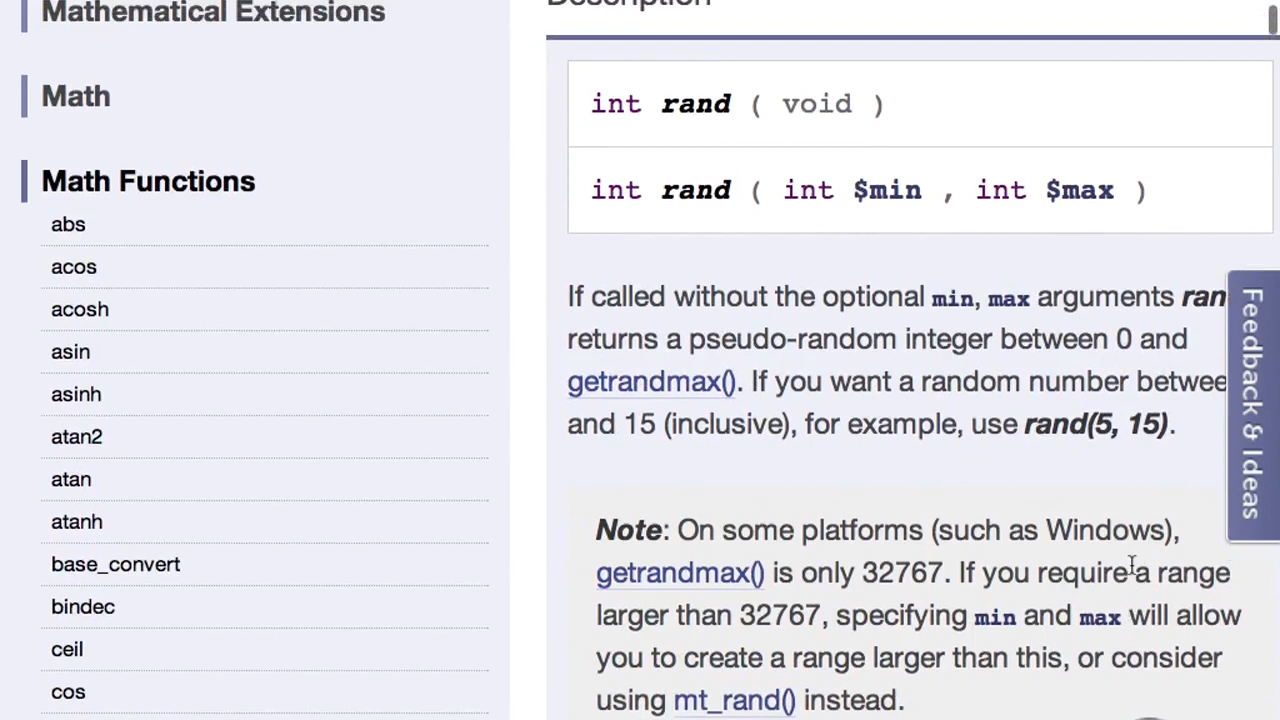 Mathematical Extensions
Math
Math Functions
abs
acos
acosh
asin
asinh
atan2
atan
atanh
base_convert
bindec
ceil
cos
Description
int rand ( void )
int rand ( int $min , int $max )
If called without the optional min, max arguments ran
returns a pseudo-random integer between 0 and
getrandmax(). If you want a random number betwee
and 15 (inclusive), for example, use rand(5, 15).
Note: On some platforms (such as Windows),
getrandmax() is only 32767. If you require a range
larger than 32767, specifying min and max will allow
you to create a range larger than this, or consider
using mt_rand() instead.
Feedback & Ideas